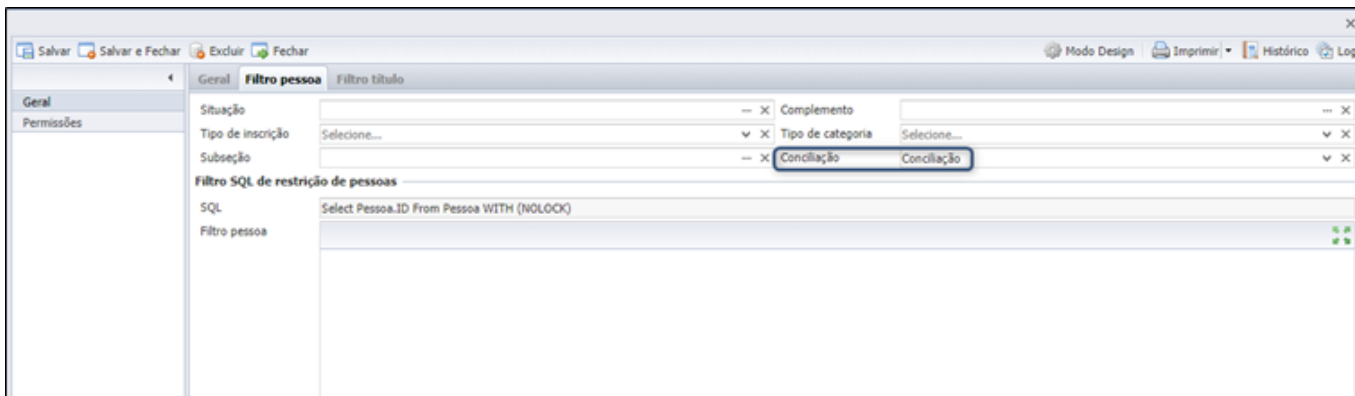 Salvar Salvar e Fechar Excluir Fechar Modo Design Imprimir Histórico Log
Geral Filtro pessoa Filtro título
Geral
Permissões
Situação Complemento
Tipo de inscrição Selecione... Tipo de categoria Selecione...
Subseção Conciliação Conciliação
Filtro SQL de restrição de pessoas
SQL Select Pessoa.ID From Pessoa WITH (NOLOCK)
Filtro pessoa